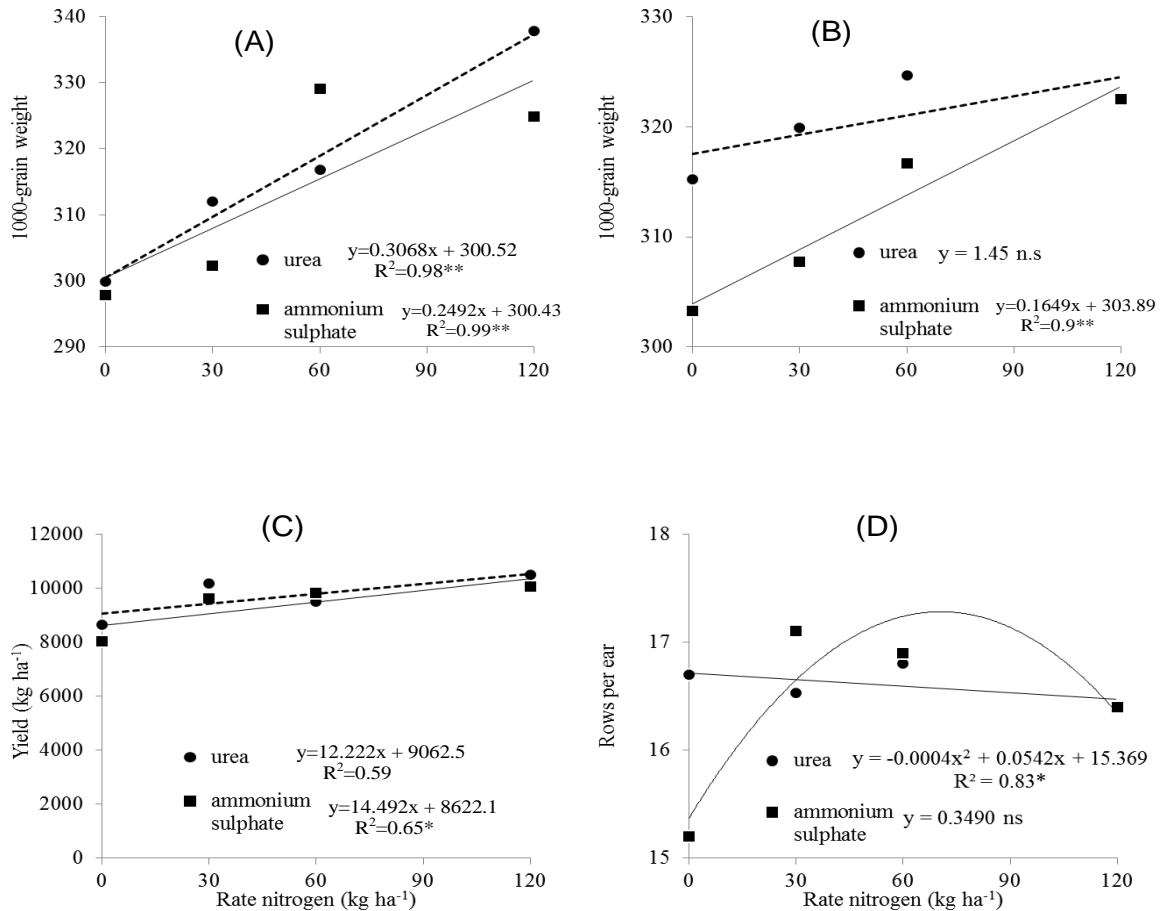 (A)
1000-grain weight
340
330
320
310
300
290
0 30 60 120
urea y=0.3068x + 300.52
R²=0.98**
ammonium
sulphate y=0.2492x + 300.43
R²=0.99**
(B)
1000-grain weight
330
320
310
300
0 30 60 90 120
urea y = 1.45 n.s
ammonium
sulphate y=0.1649x + 303.89
R²=0.9**
(C)
Yield (kg ha⁻¹)
12000
10000
8000
6000
4000
2000
0
0 30 60 90 120
Rate nitrogen (kg ha⁻¹)
urea y=12.222x + 9062.5
R²=0.59
ammonium
sulphate y=14.492x + 8622.1
R²=0.65*
(D)
Rows per ear
18
17
16
15
0 30 60 90 120
Rate nitrogen (kg ha⁻¹)
urea y = -0.0004x² + 0.0542x + 15.369
R² = 0.83*
ammonium
sulphate y = 0.3490 ns